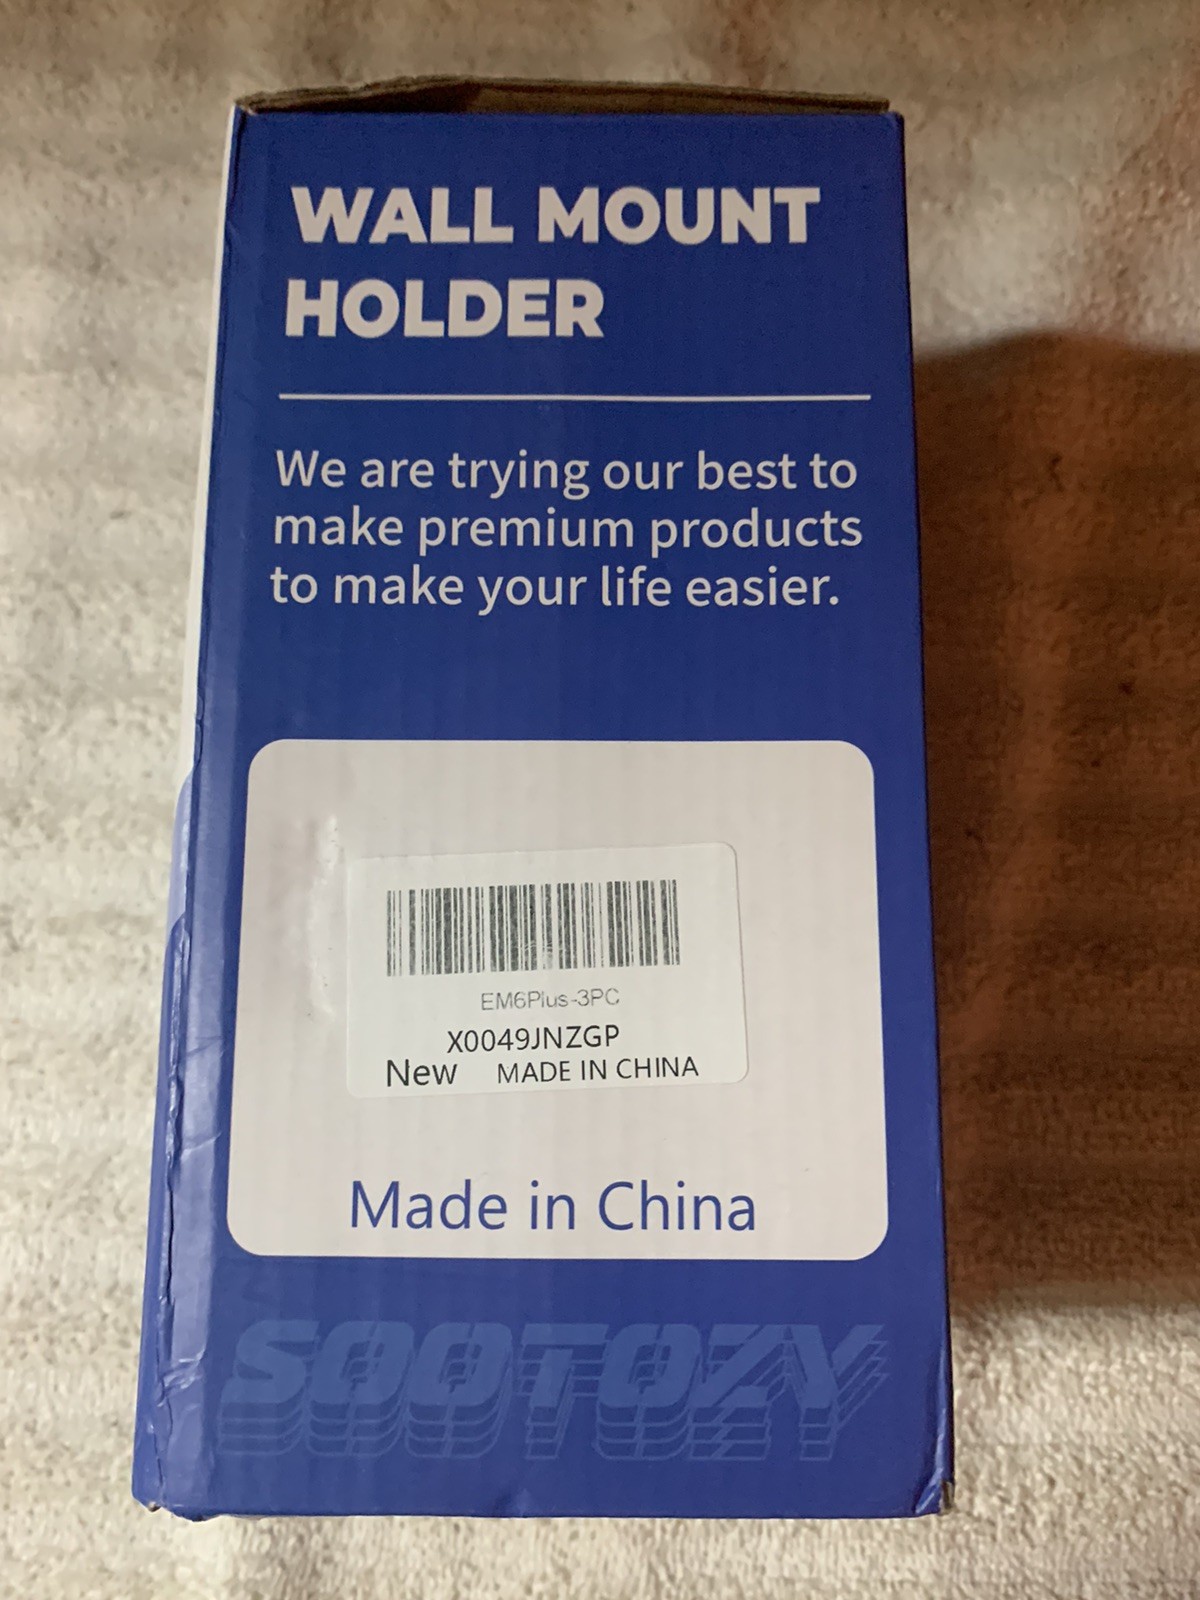 WALL MOUNT
HOLDER
We are trying our best to
make premium products
to make your life easier.
EM6Plus-3PC
X0049JNZGP
New MADE IN CHINA
Made in China
SOOTOZY